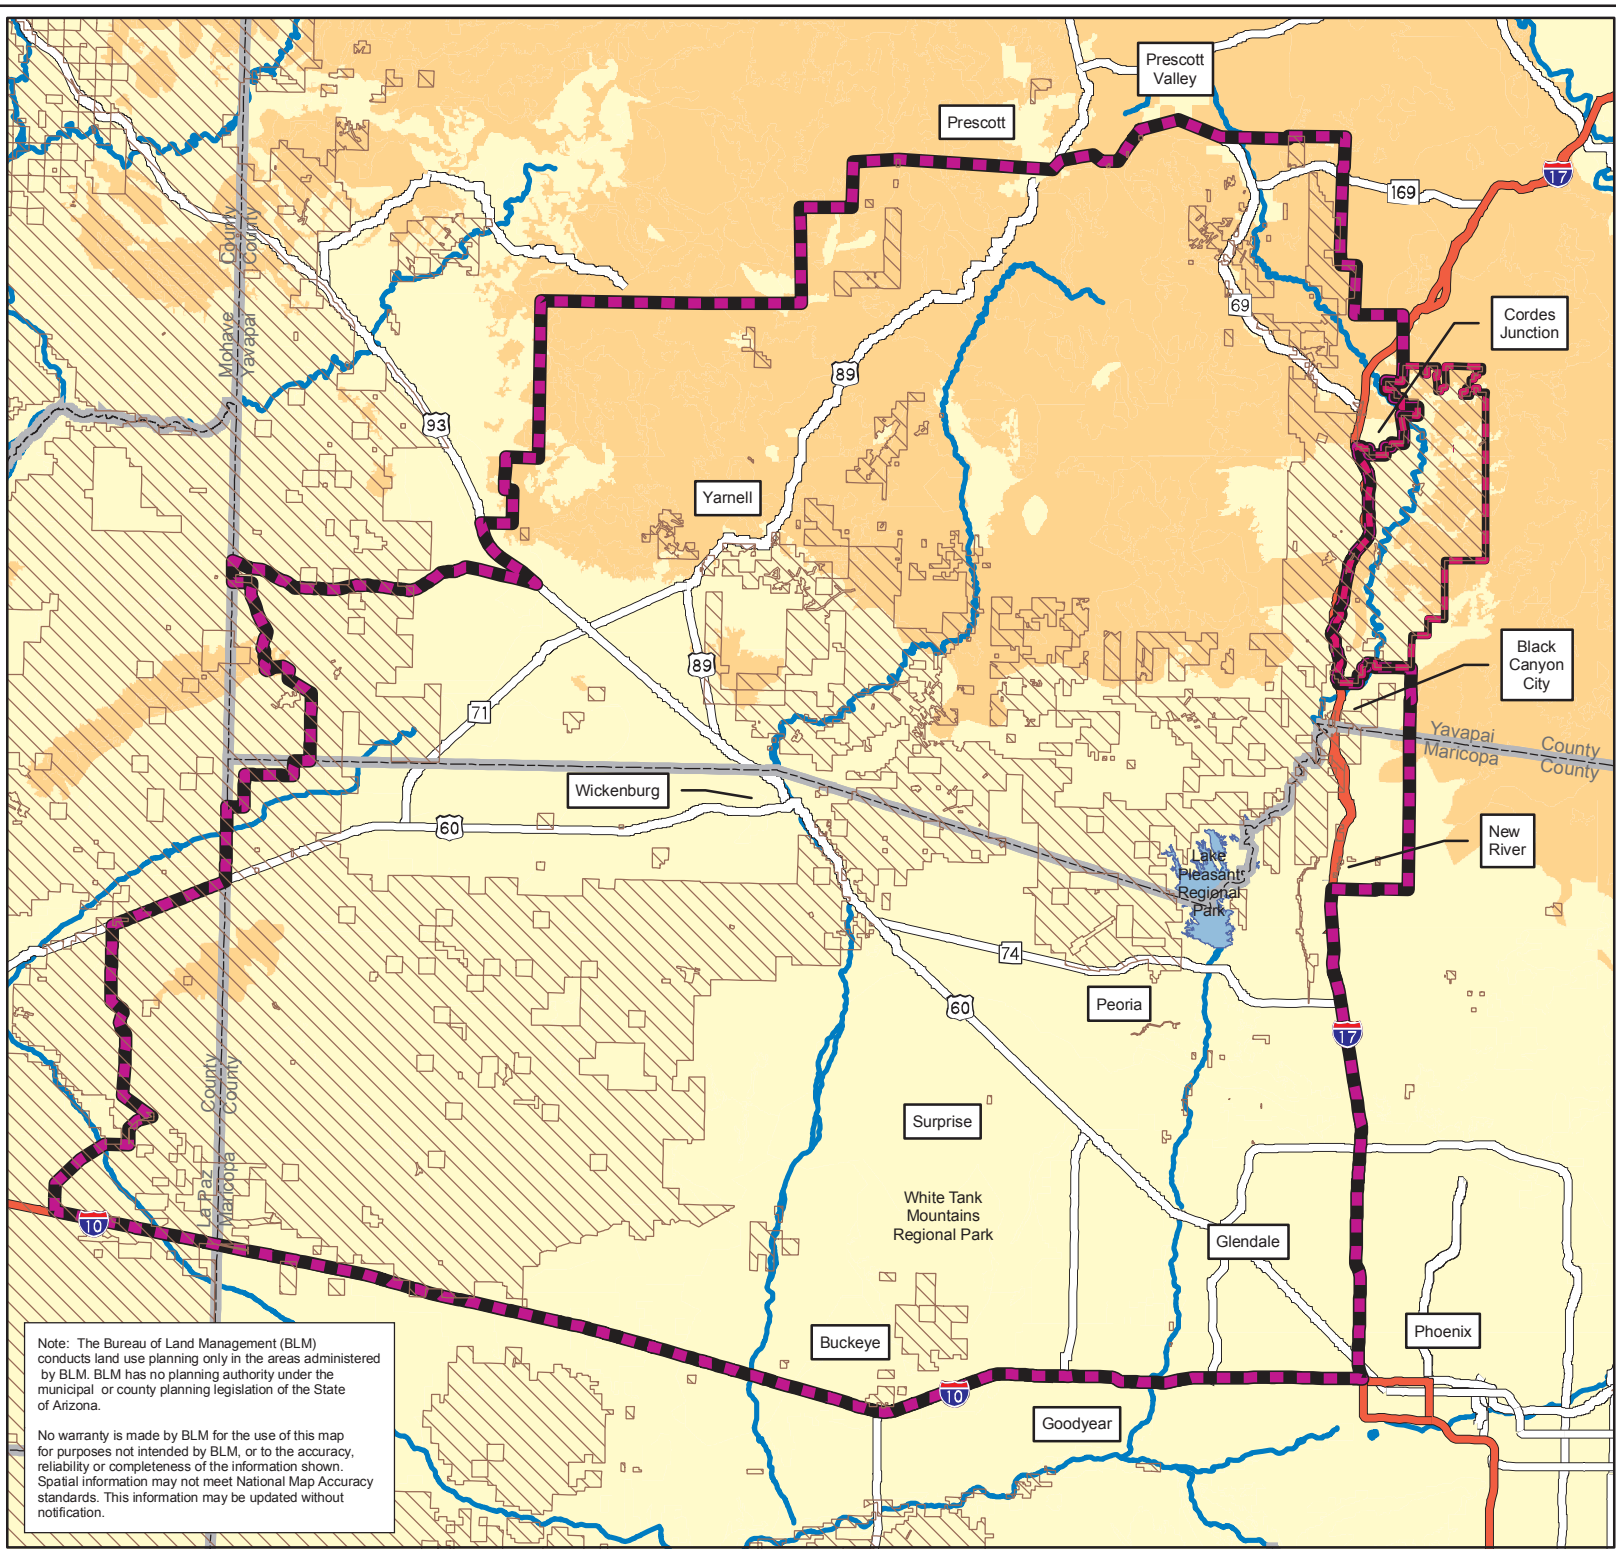 Prescott
Valley
Prescott
17
169
69
Cordes
Junction
County
County
Mohave
Yavapai
93
89
Yarnell
89
71
Black
Canyon
City
Yavapai
Maricopa
County
County
Wickenburg
60
New
River
Lake
Pleasant
Regional
Park
74
60
Peoria
17
County
County
La Paz
Maricopa
Surprise
White Tank
Mountains
Regional Park
Glendale
10
Buckeye
Phoenix
10
Goodyear
Note: The Bureau of Land Management (BLM)
conducts land use planning only in the areas administered
by BLM. BLM has no planning authority under the
municipal or county planning legislation of the State
of Arizona.
No warranty is made by BLM for the use of this map
for purposes not intended by BLM, or to the accuracy,
reliability or completeness of the information shown.
Spatial information may not meet National Map Accuracy
standards. This information may be updated without
notification.